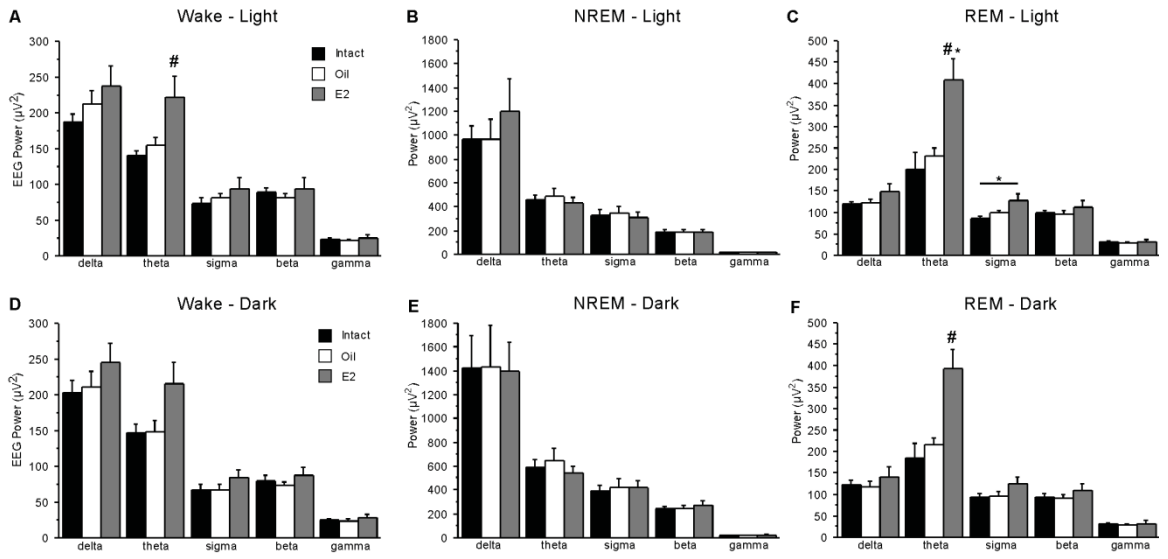 A
Wake - Light
300
250
200
150
100
50
0
EEG Power (µV²)
#
Intact
Oil
E2
delta theta sigma beta gamma
B
NREM - Light
1800
1600
1400
1200
1000
800
600
400
200
0
Power (µV²)
delta theta sigma beta gamma
C
REM - Light
500
450
400
350
300
250
200
150
100
50
0
Power (µV²)
#*
*
delta theta sigma beta gamma
D
Wake - Dark
300
250
200
150
100
50
0
EEG Power (µV²)
Intact
Oil
E2
delta theta sigma beta gamma
E
NREM - Dark
1800
1600
1400
1200
1000
800
600
400
200
0
Power (µV²)
delta theta sigma beta gamma
F
REM - Dark
500
450
400
350
300
250
200
150
100
50
0
Power (µV²)
#
delta theta sigma beta gamma